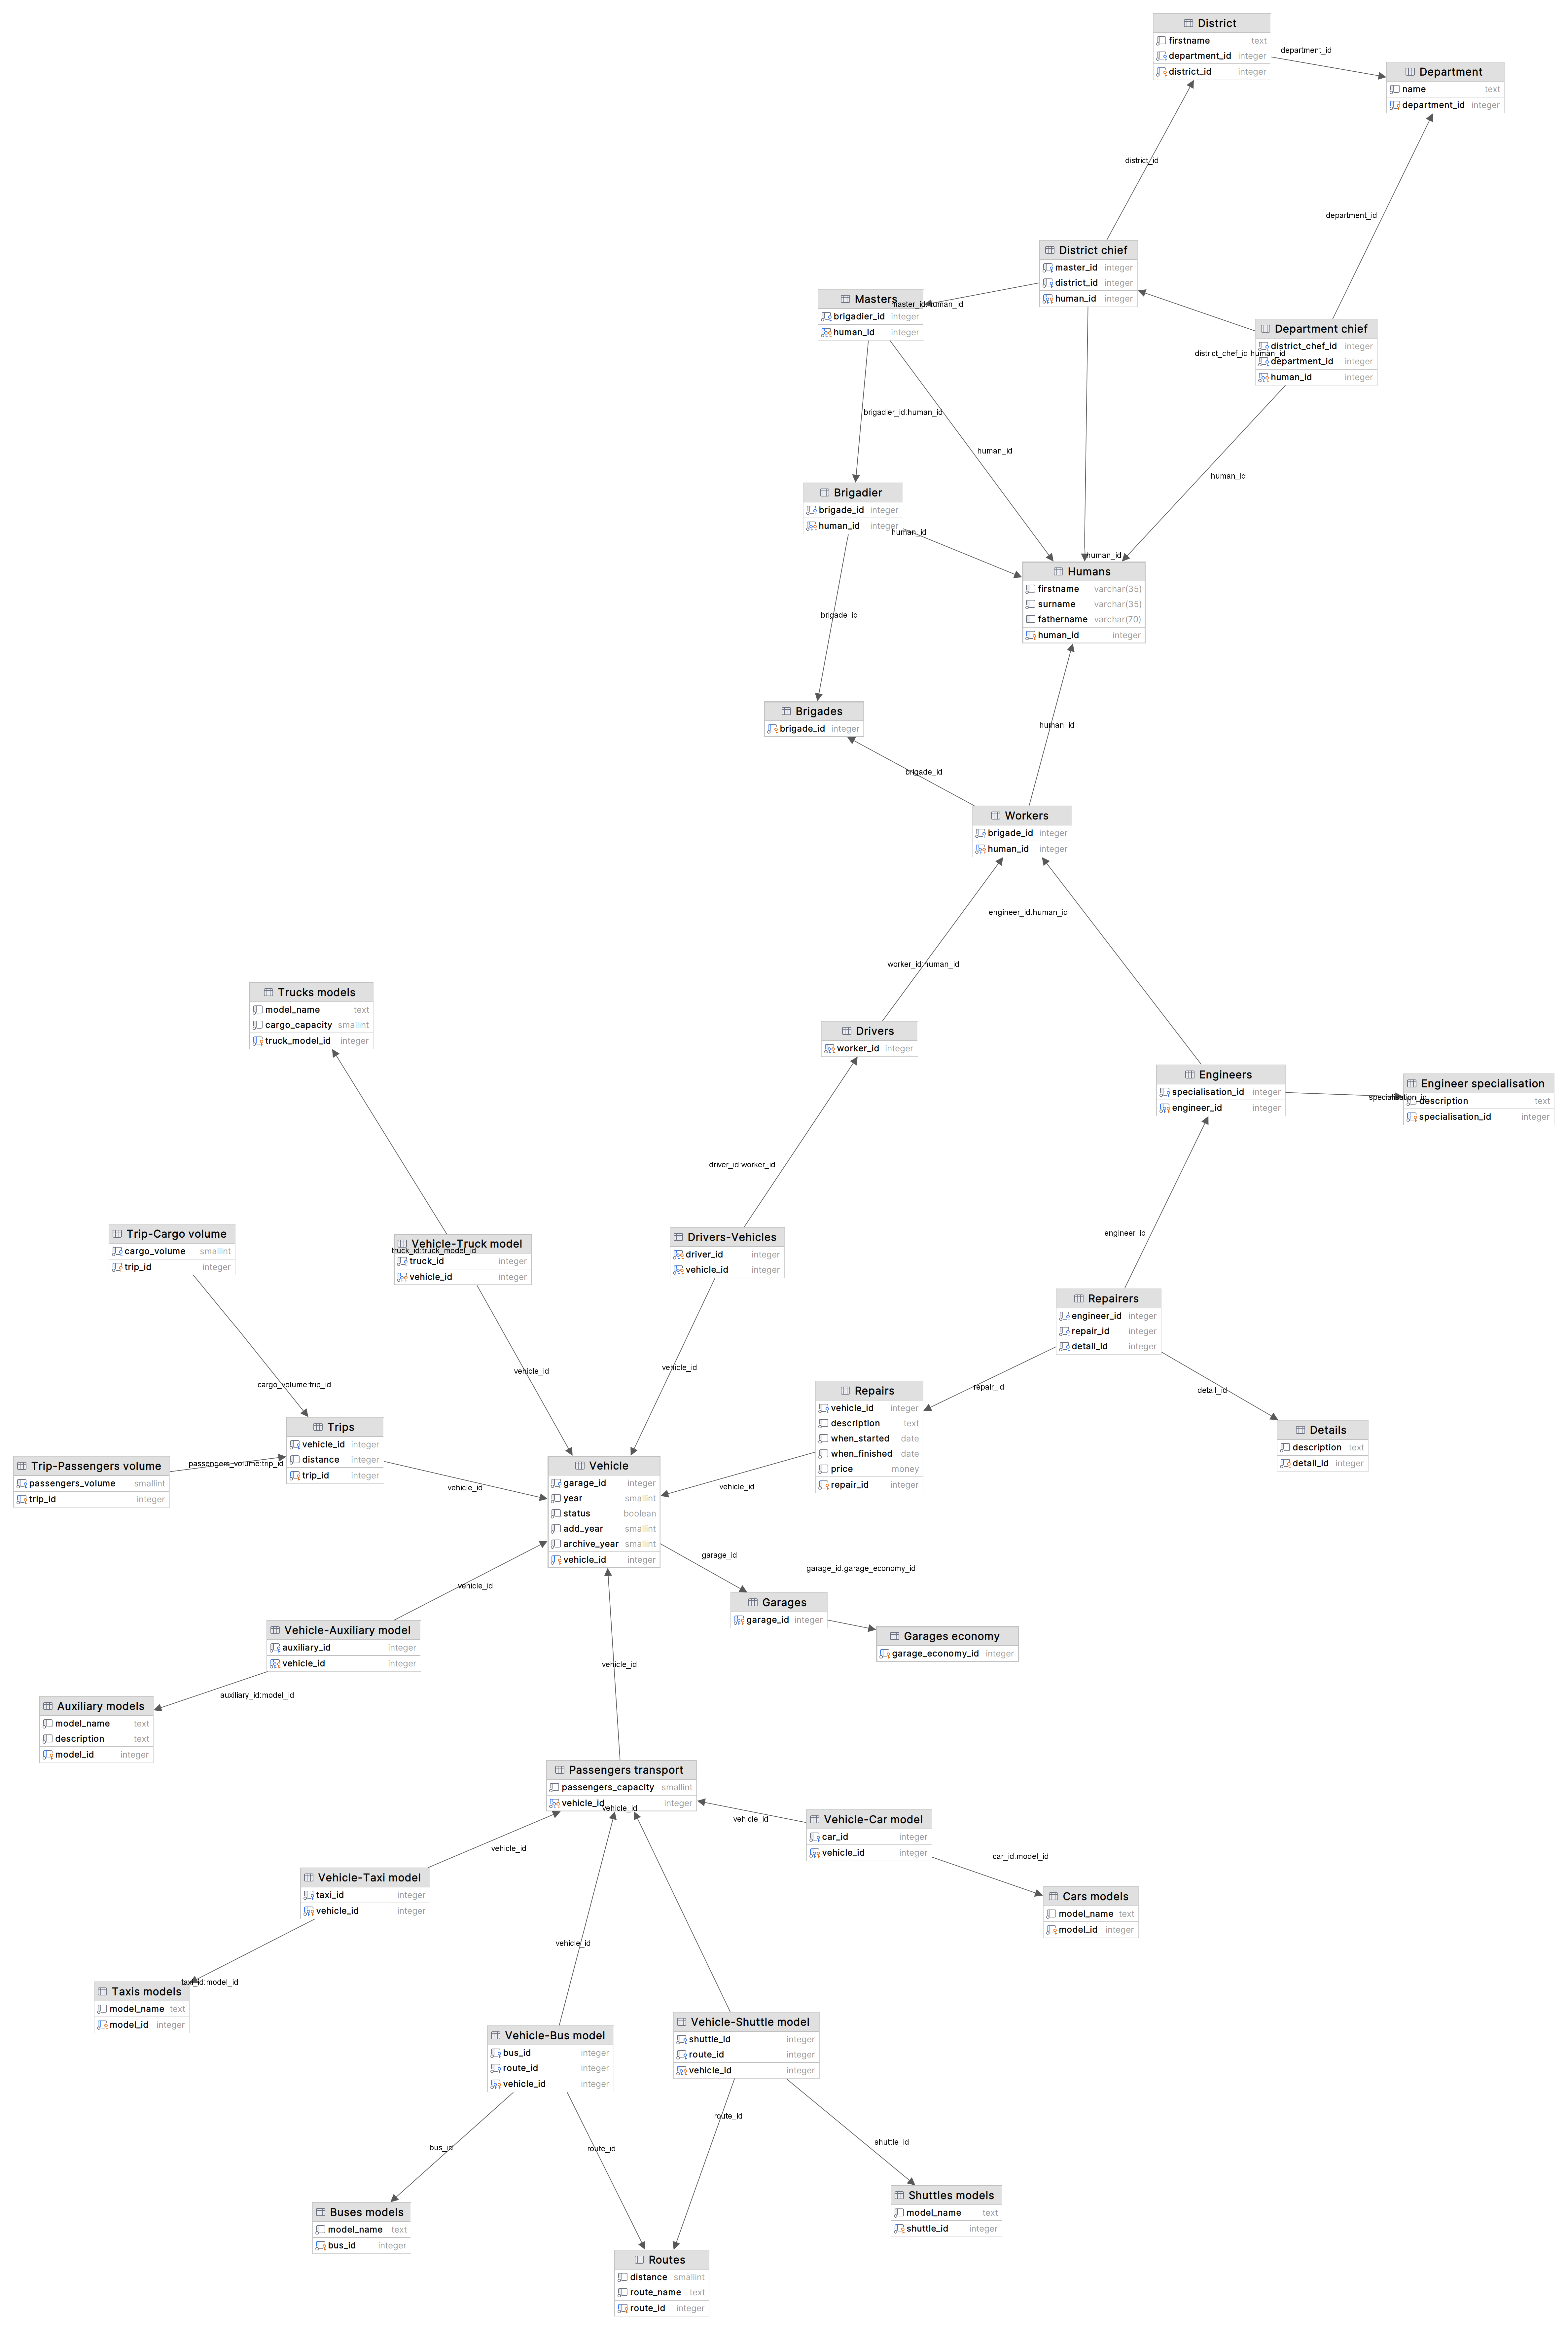 District
firstname text
department_id integer
district_id integer
department_id
Department
name text
department_id integer
district_id
department_id
District chief
master_id integer
district_id integer
human_id integer
Masters
brigadier_id integer
human_id integer
master_id:human_id
Department chief
district_chef_id integer
department_id integer
human_id integer
district_chef_id:human_id
brigadier_id:human_id
human_id
human_id
Brigadier
brigade_id integer
human_id integer
human_id
human_id
Humans
firstname varchar(35)
surname varchar(35)
fathername varchar(70)
human_id integer
brigade_id
Brigades
brigade_id integer
human_id
brigade_id
Workers
brigade_id integer
human_id integer
engineer_id:human_id
worker_id:human_id
Trucks models
model_name text
cargo_capacity smallint
truck_model_id integer
Drivers
worker_id integer
Engineers
specialisation_id integer
engineer_id integer
specialisation_id
Engineer specialisation
description text
specialisation_id integer
driver_id:worker_id
engineer_id
Trip-Cargo volume
cargo_volume smallint
trip_id integer
Vehicle-Truck model
truck_id:truck_model_id
truck_id integer
vehicle_id integer
Drivers-Vehicles
driver_id integer
vehicle_id integer
Repairers
engineer_id integer
repair_id integer
detail_id integer
vehicle_id
vehicle_id
cargo_volume:trip_id
repair_id
detail_id
Repairs
vehicle_id integer
description text
when_started date
when_finished date
price money
repair_id integer
Details
description text
detail_id integer
Trips
vehicle_id integer
distance integer
trip_id integer
Trip-Passengers volume
passengers_volume smallint
trip_id integer
passengers_volume:trip_id
vehicle_id
Vehicle
garage_id integer
year smallint
status boolean
add_year smallint
archive_year smallint
vehicle_id integer
vehicle_id
garage_id
garage_id:garage_economy_id
vehicle_id
Garages
garage_id integer
Garages economy
garage_economy_id integer
Vehicle-Auxiliary model
auxiliary_id integer
vehicle_id integer
vehicle_id
auxiliary_id:model_id
Auxiliary models
model_name text
description text
model_id integer
Passengers transport
passengers_capacity smallint
vehicle_id integer
vehicle_id
vehicle_id
Vehicle-Car model
car_id integer
vehicle_id integer
vehicle_id
car_id:model_id
Vehicle-Taxi model
taxi_id integer
vehicle_id integer
Cars models
model_name text
model_id integer
vehicle_id
taxi_id:model_id
Taxis models
model_name text
model_id integer
Vehicle-Bus model
bus_id integer
route_id integer
vehicle_id integer
Vehicle-Shuttle model
shuttle_id integer
route_id integer
vehicle_id integer
route_id
bus_id
route_id
shuttle_id
Buses models
model_name text
bus_id integer
Shuttles models
model_name text
shuttle_id integer
Routes
distance smallint
route_name text
route_id integer